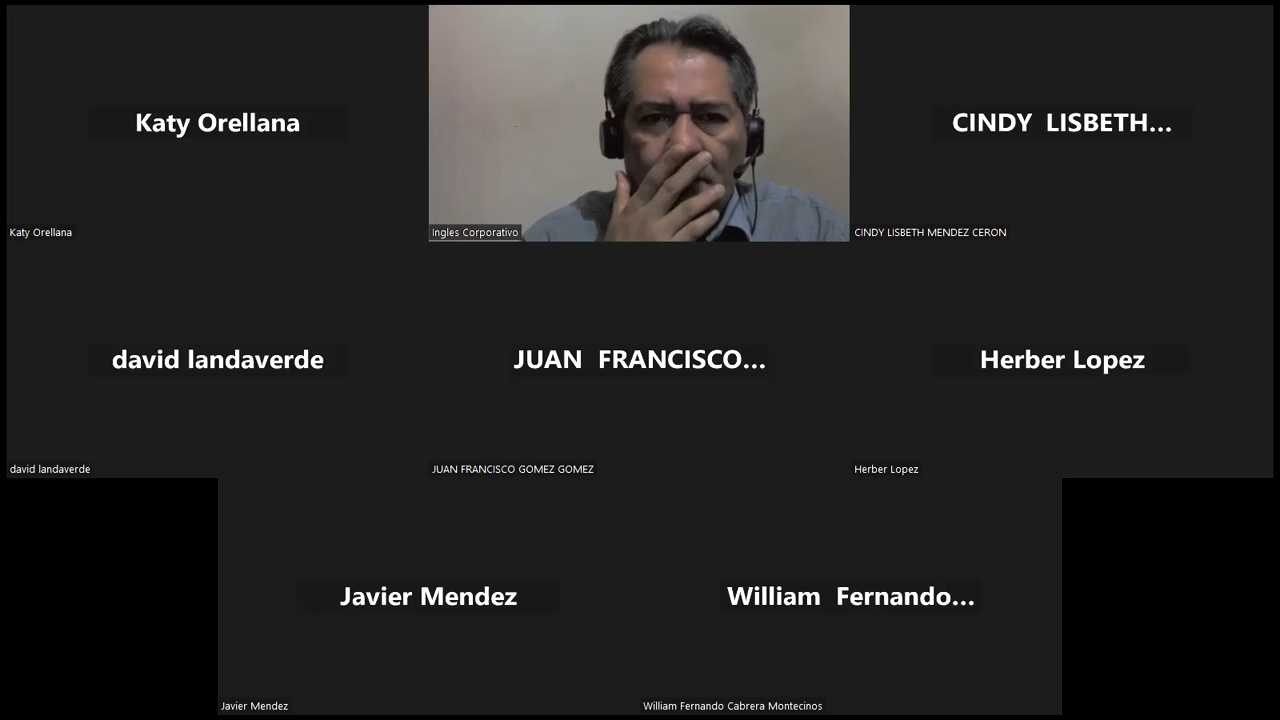 Katy Orellana
CINDY LISBETH...
Katy Orellana
Ingles Corporativo
CINDY LISBETH MENDEZ CERON
david landaverde
JUAN FRANCISCO...
Herber Lopez
david landaverde
JUAN FRANCISCO GOMEZ GOMEZ
Herber Lopez
Javier Mendez
William Fernando...
Javier Mendez
William Fernando Cabrera Montecinos